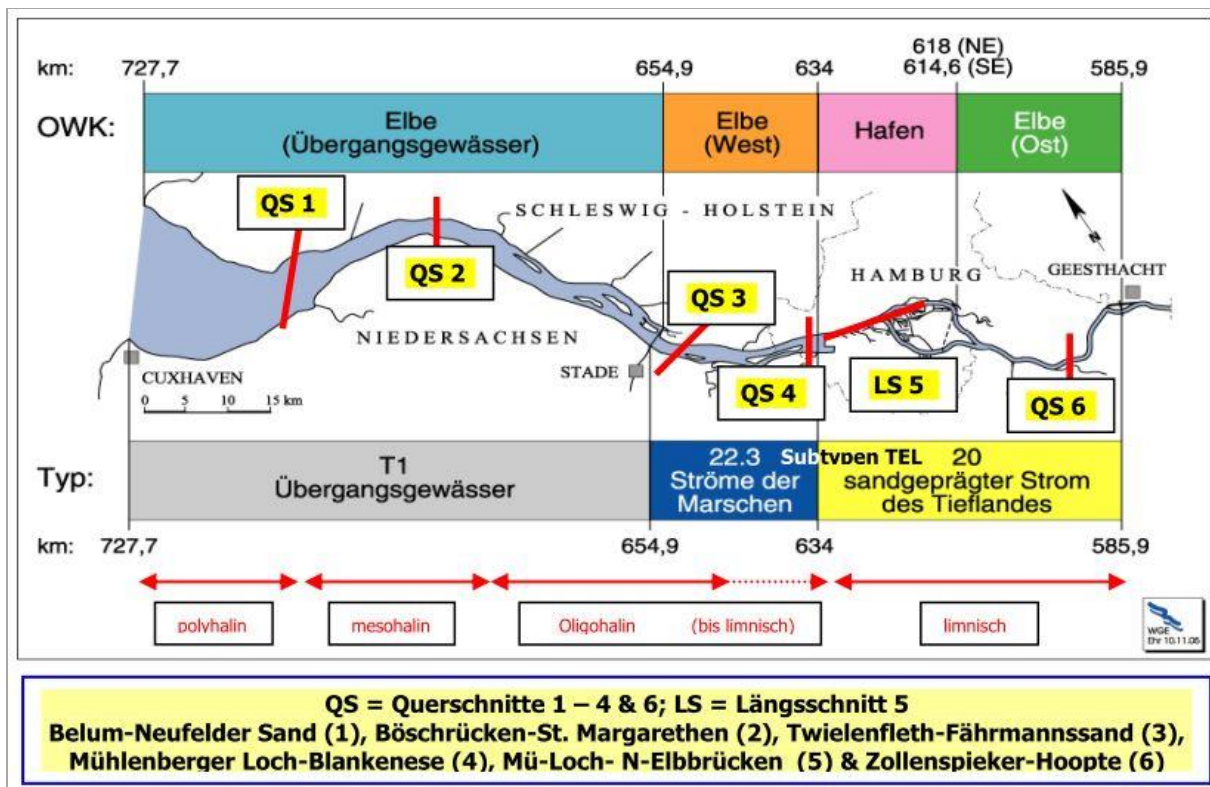 618 (NE)
km: 727,7 654,9 634 614,6 (SE) 585,9
OWK: Elbe (Übergangsgewässer)
Elbe (West)
Hafen
Elbe (Ost)
QS 1
QS 2
SCHLESWIG - HOLSTEIN
QS 3
HAMBURG
GEESTHACHT
N
NIEDERSACHSEN
CUXHAVEN
STADE
QS 4
LS 5
QS 6
0 5 10 15 km
Typ: T1
Übergangsgewässer
22.3
Ströme der
Marschen
Subtypen TEL
20
sandgeprägter Strom
des Tieflandes
km: 727,7 654,9 634 585,9
polyhalin
mesohalin
Oligohalin (bis limnisch)
limnisch
WGE
Ehr 10.11.05
QS = Querschnitte 1 – 4 & 6; LS = Längsschnitt 5
Belum-Neufelder Sand (1), Böschrücken-St. Margarethen (2), Twielenfleth-Fährmannssand (3),
Mühlenberger Loch-Blankenese (4), Mü-Loch- N-Elbbrücken (5) & Zollenspieker-Hoopte (6)